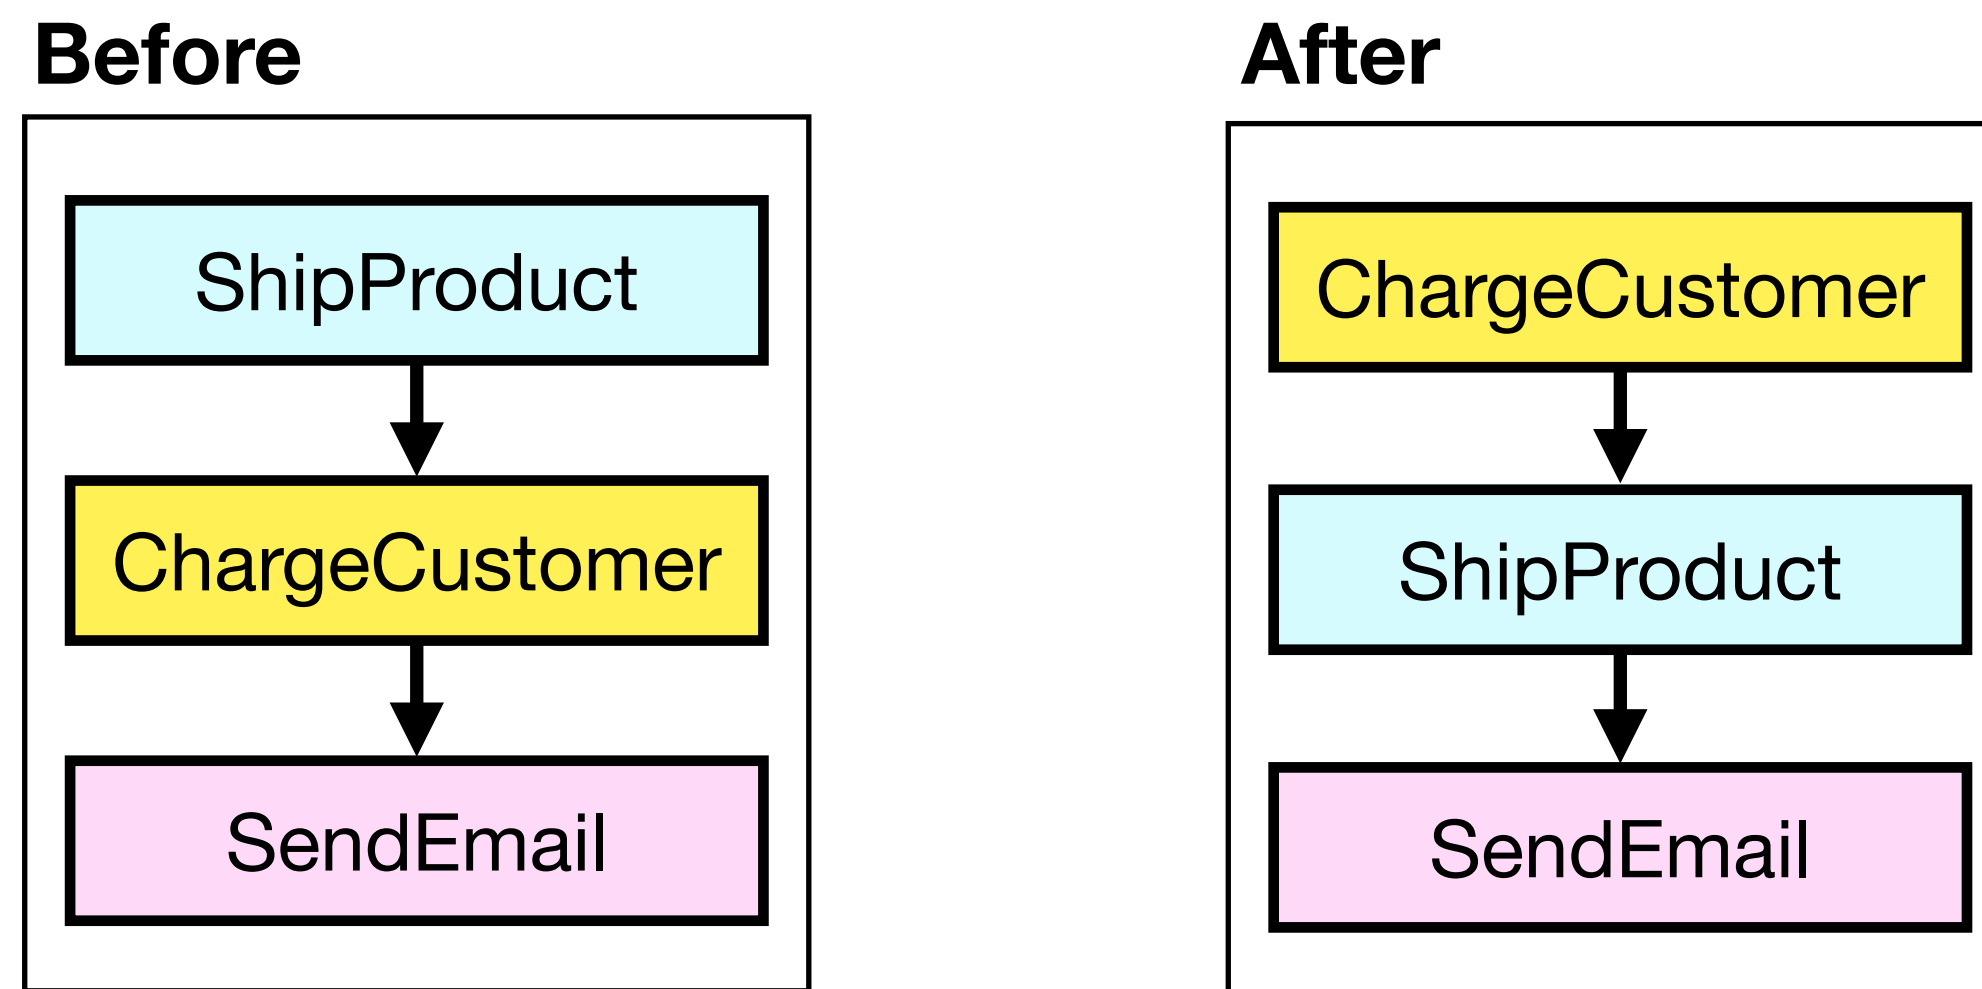 Before
ShipProduct
ChargeCustomer
SendEmail
After
ChargeCustomer
ShipProduct
SendEmail